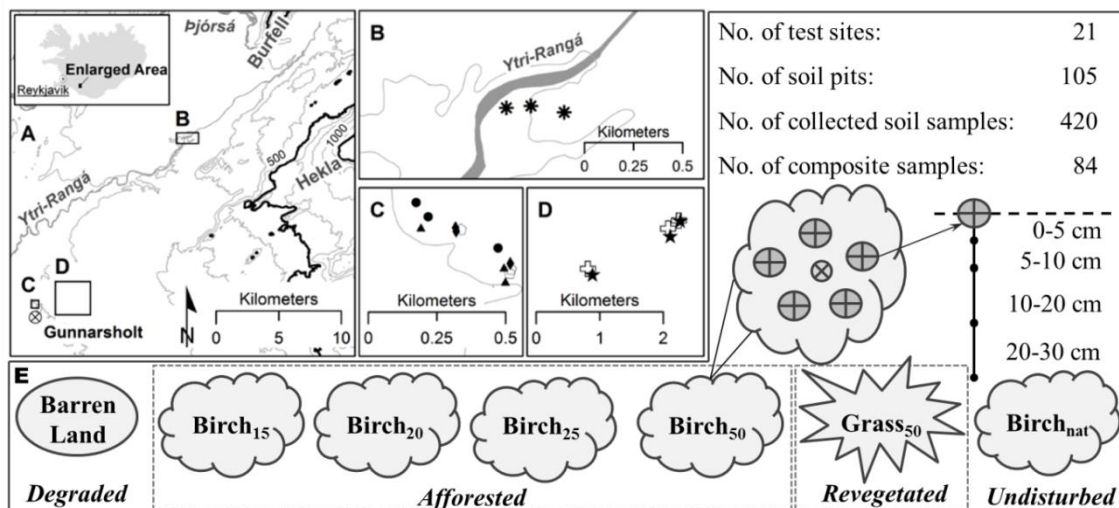 Enlarged Area
Reykjavik
A
B
C
D
Þjórsá
Burfell
Ytri-Rangá
Hekla
500
1000
Gunnarsholt
N
Kilometers
0 5 10
B
Ytri-Rangá
Kilometers
0 0.25 0.5
C
Kilometers
0 0.25 0.5
D
Kilometers
0 1 2
No. of test sites: 21
No. of soil pits: 105
No. of collected soil samples: 420
No. of composite samples: 84
0-5 cm
5-10 cm
10-20 cm
20-30 cm
E
Barren
Land
Birch15
Birch20
Birch25
Birch50
Grass50
Birchnat
Degraded
Afforested
Revegetated
Undisturbed